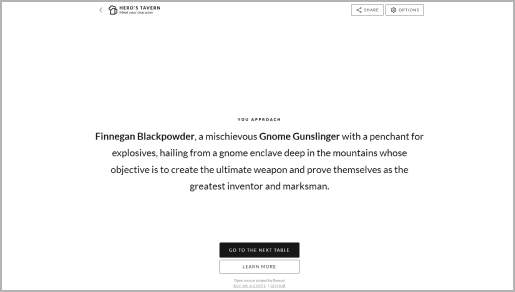 HERO'S TAVERN
Meet your character
SHARE
OPTIONS
YOU APPROACH
Finnegan Blackpowder, a mischievous Gnome Gunslinger with a penchant for
explosives, hailing from a gnome enclave deep in the mountains whose
objective is to create the ultimate weapon and prove themselves as the
greatest inventor and marksman.
GO TO THE NEXT TABLE
LEARN MORE